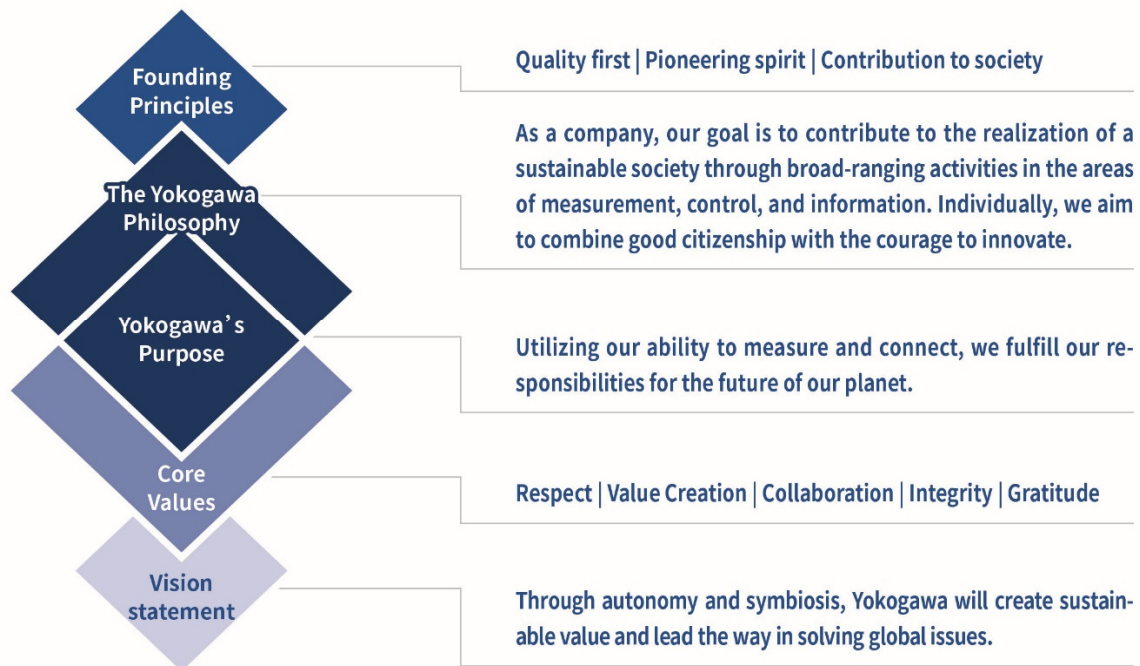 Founding
Principles
Quality first | Pioneering spirit | Contribution to society
The Yokogawa
Philosophy
As a company, our goal is to contribute to the realization of a
sustainable society through broad-ranging activities in the areas
of measurement, control, and information. Individually, we aim
to combine good citizenship with the courage to innovate.
Yokogawa's
Purpose
Utilizing our ability to measure and connect, we fulfill our re-
sponsibilities for the future of our planet.
Core
Values
Respect | Value Creation | Collaboration | Integrity | Gratitude
Vision
statement
Through autonomy and symbiosis, Yokogawa will create sustain-
able value and lead the way in solving global issues.